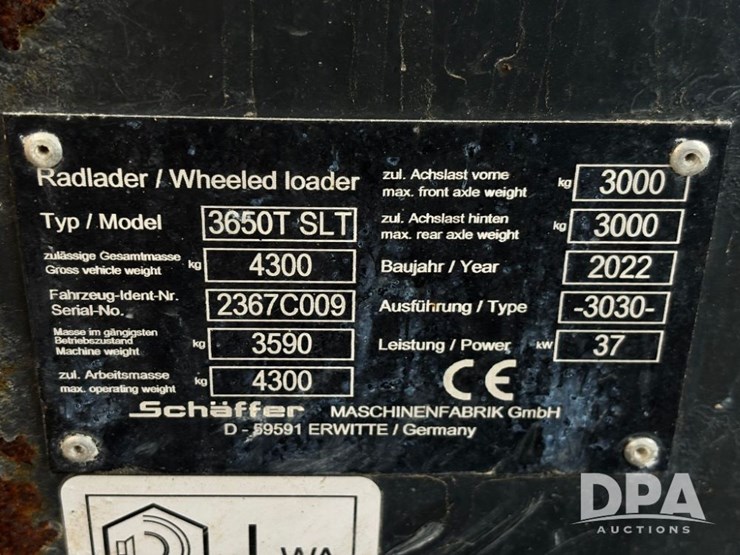 Radlader / Wheeled loader
Typ / Model 3650T SLT
zulässige Gesamtmasse
Gross vehicle weight kg 4300
Fahrzeug-Ident-Nr.
Serial-No. 2367C009
Masse im gängigsten
Betriebszustand
Machine weight kg 3590
zul. Arbeitsmasse
max. operating weight kg 4300
zul. Achslast vorne
max. front axle weight kg 3000
zul. Achslast hinten
max. rear axle weight kg 3000
Baujahr / Year 2022
Ausführung / Type -3030-
Leistung / Power kW 37
CE
Schäffer MASCHINENFABRIK GmbH
D - 59591 ERWITTE / Germany
WA
DPA
AUCTIONS